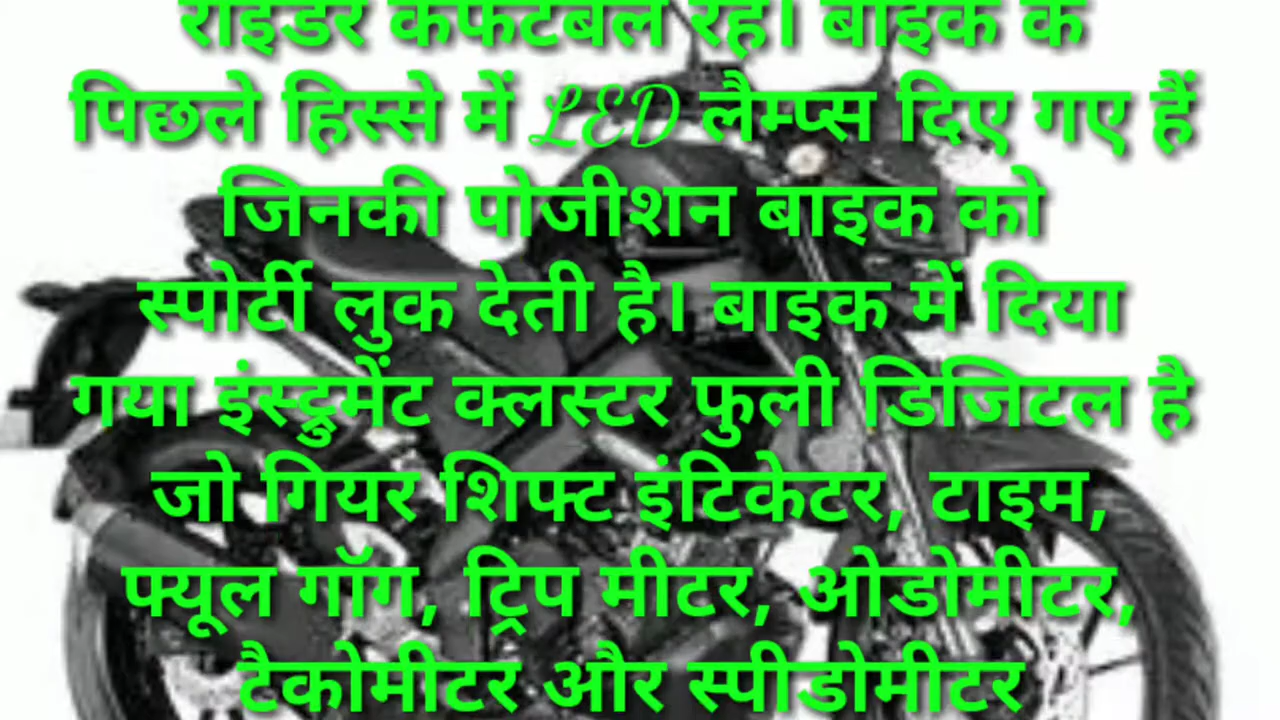 राइडर कंफर्टेबल रहे। बाइक के
पिछले हिस्से में LED लैम्प्स दिए गए हैं
जिनकी पोजीशन बाइक को
स्पोर्टी लुक देती है। बाइक में दिया
गया इंस्ट्रुमेंट क्लस्टर फुली डिजिटल है
जो गियर शिफ्ट इंटिकेटर, टाइम,
फ्यूल गॉग, ट्रिप मीटर, ओडोमीटर,
टैकोमीटर और स्पीडोमीटर